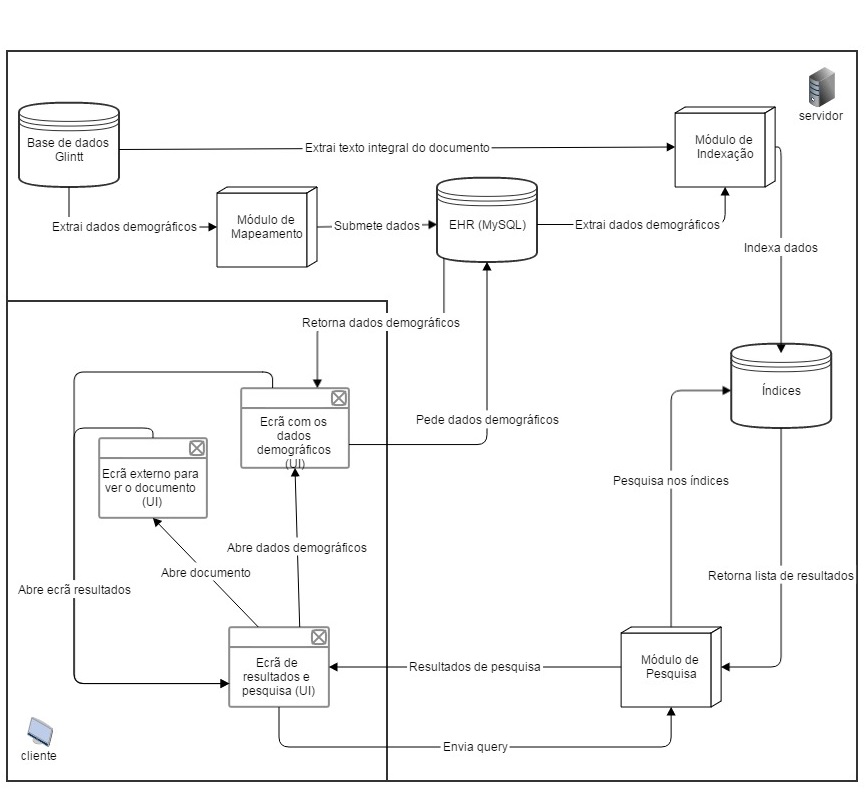 servidor
Base de dados
Glintt
Extrai texto integral do documento
Módulo de
Indexação
Extrai dados demográficos
Módulo de
Mapeamento
Submete dados
EHR (MySQL)
Extrai dados demográficos
Indexa dados
Retorna dados demográficos
Índices
Ecrã com os
dados
demográficos
(UI)
Pede dados demográficos
Ecrã externo para
ver o documento
(UI)
Pesquisa nos índices
Abre dados demográficos
Abre documento
Abre ecrã resultados
Retorna lista de resultados
Ecrã de
resultados e
pesquisa (UI)
Resultados de pesquisa
Módulo de
Pesquisa
Envia query
cliente